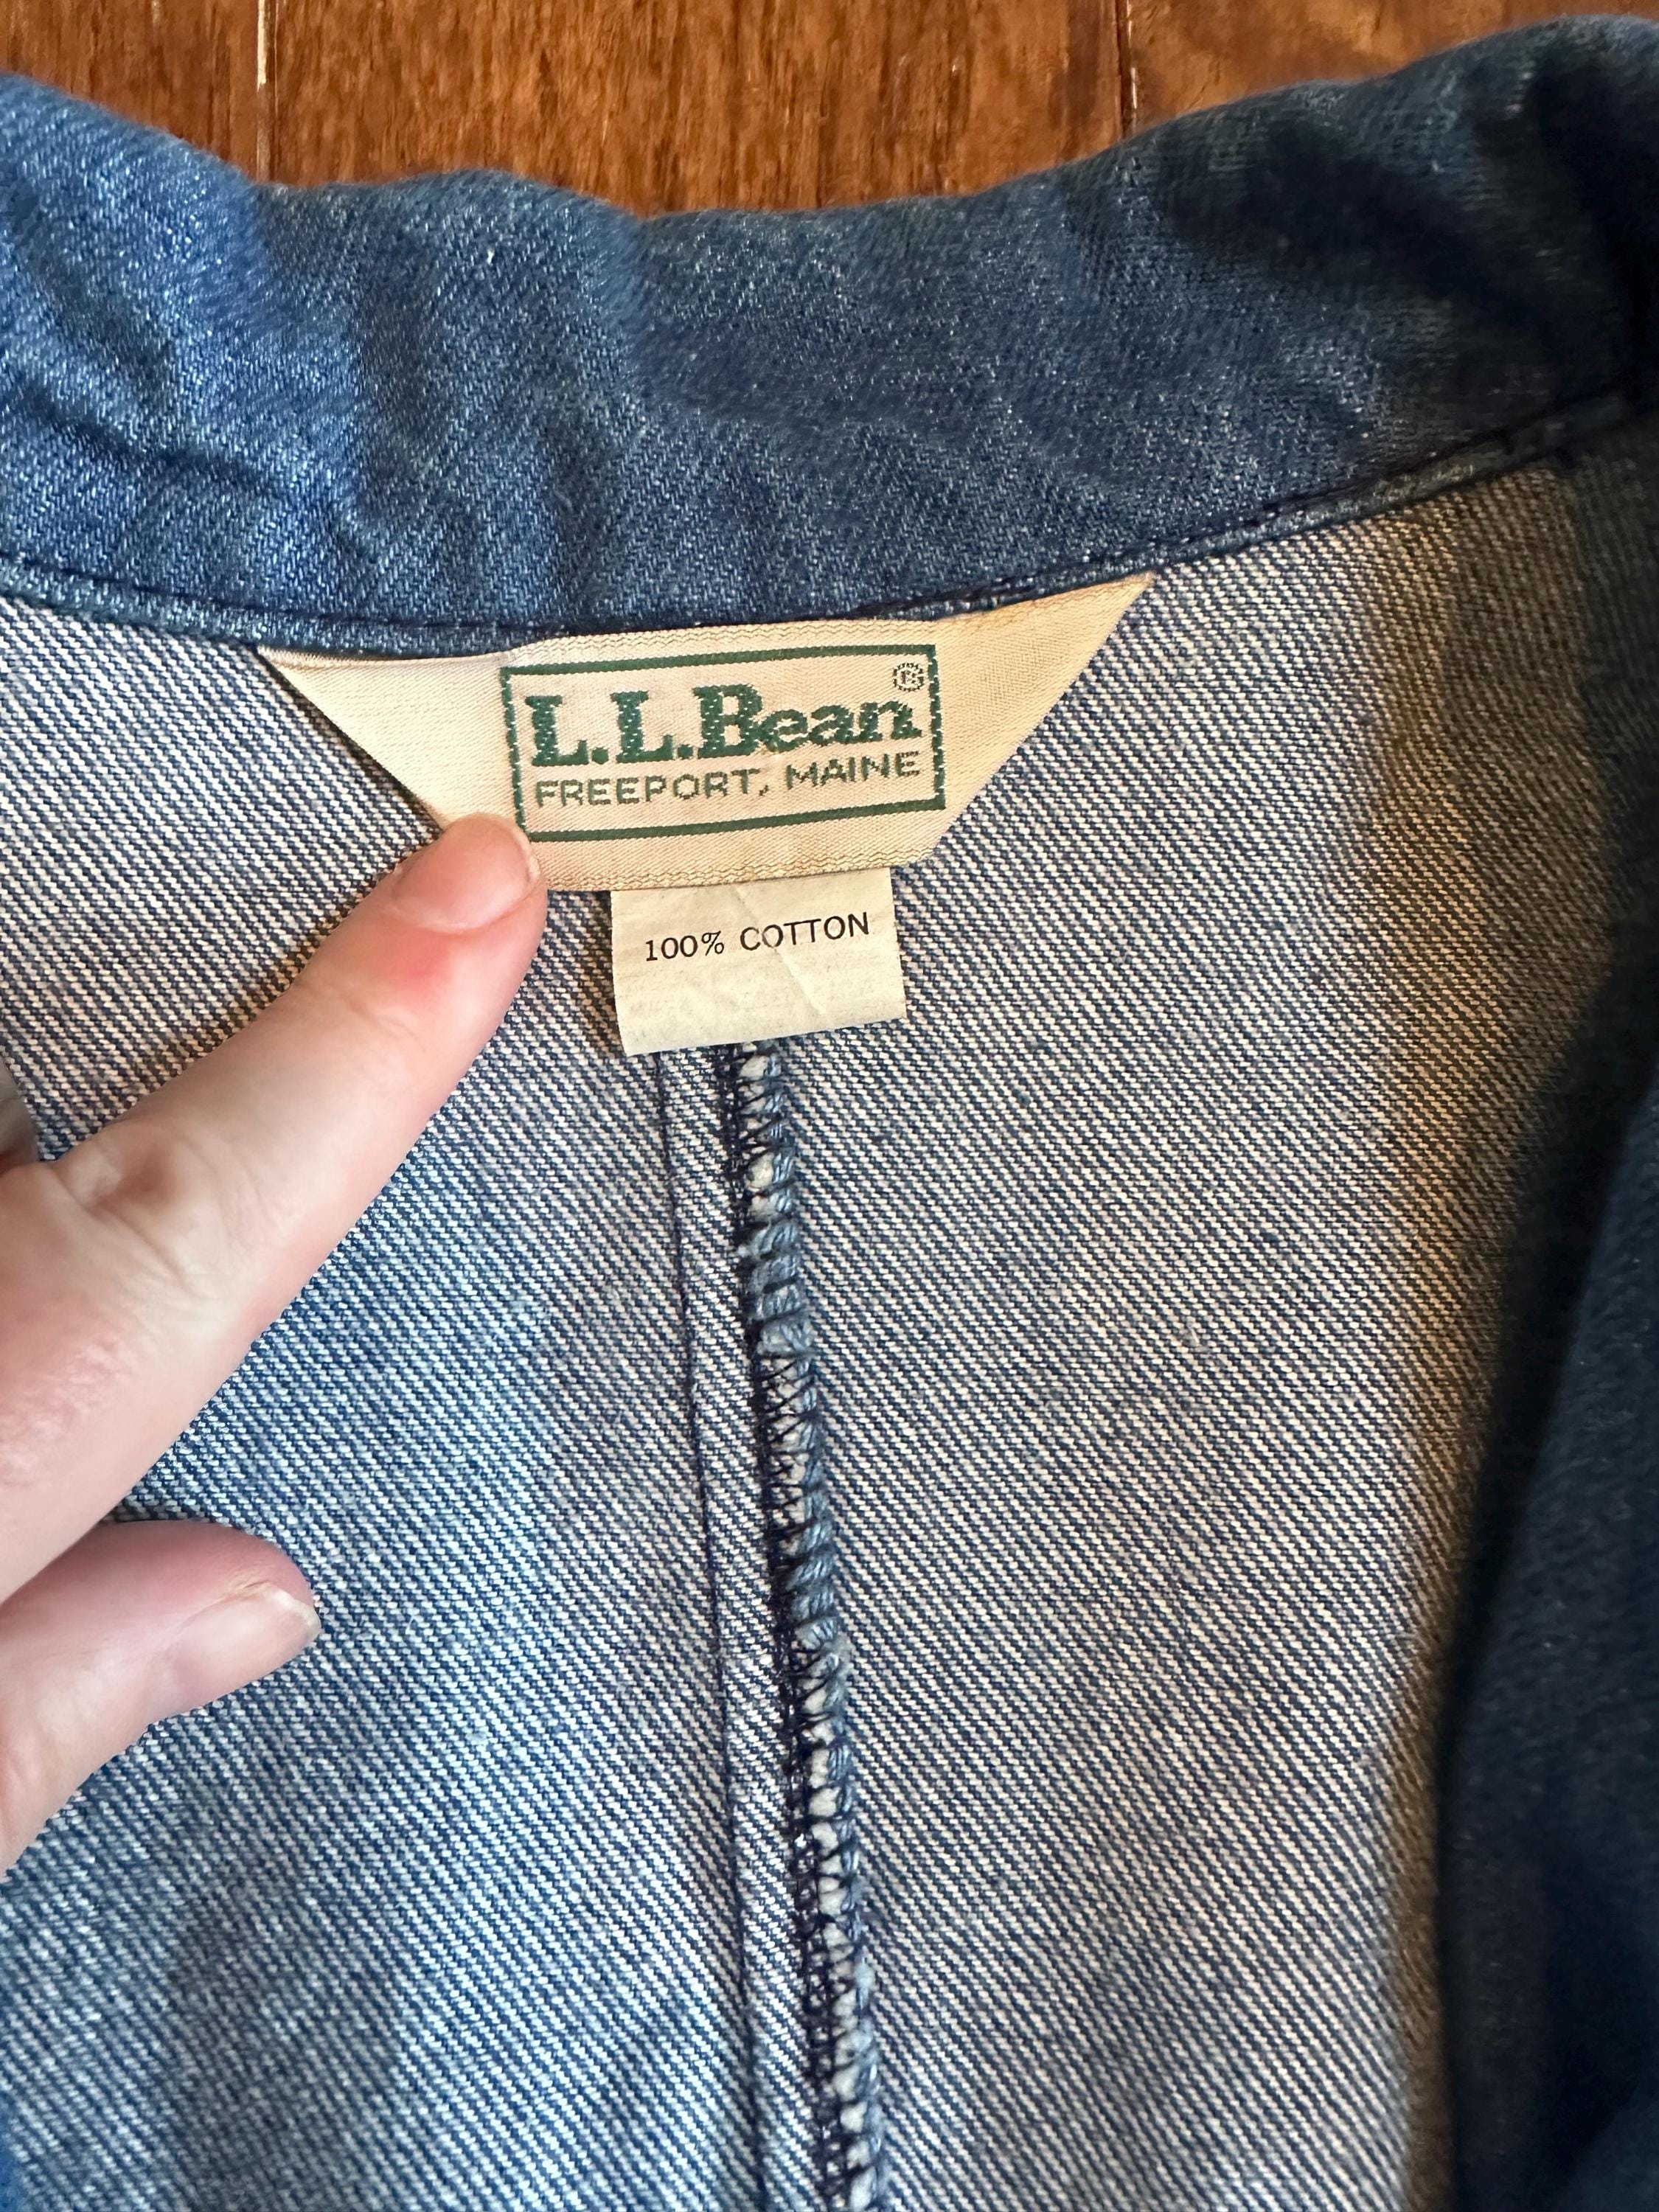 L.L.Bean®
FREEPORT, MAINE
100% COTTON